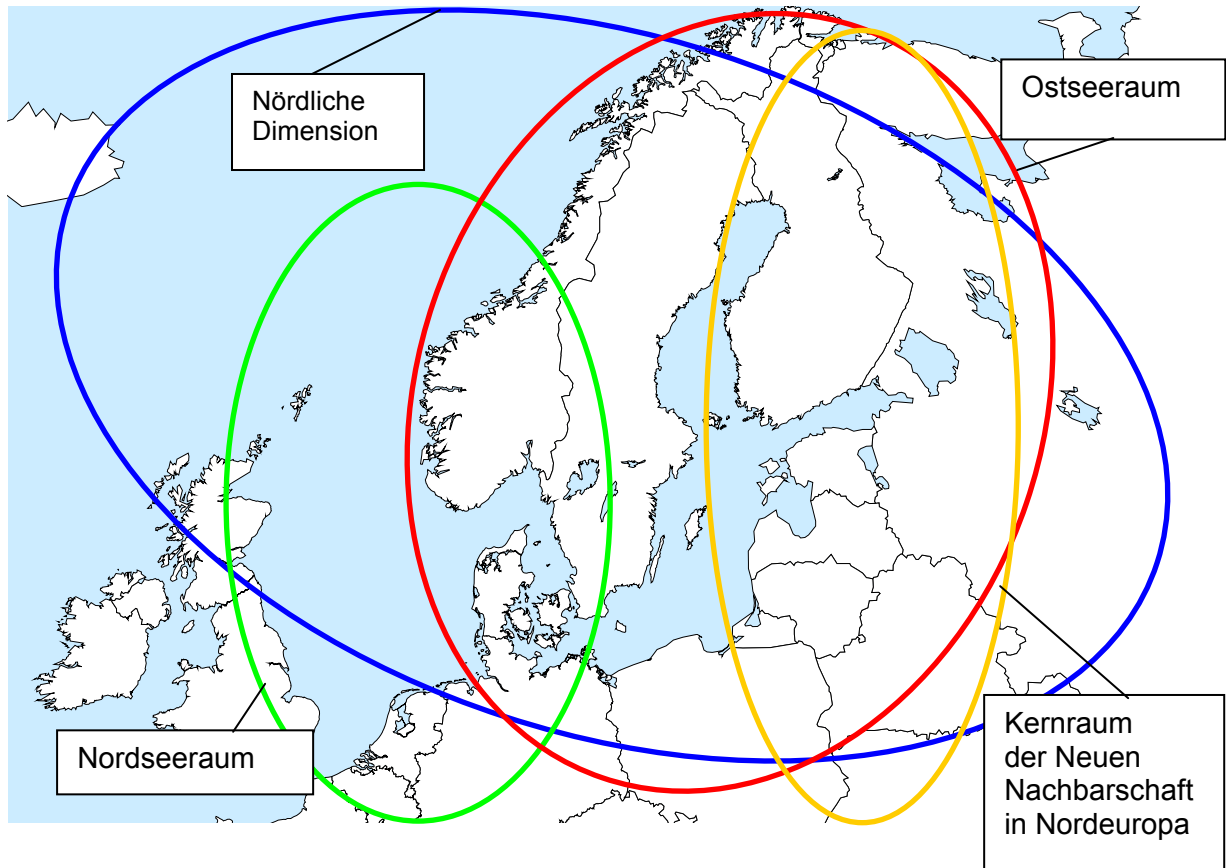 Nördliche
Dimension
Ostseeraum
Nordseeraum
Kernraum
der Neuen
Nachbarschaft
in Nordeuropa